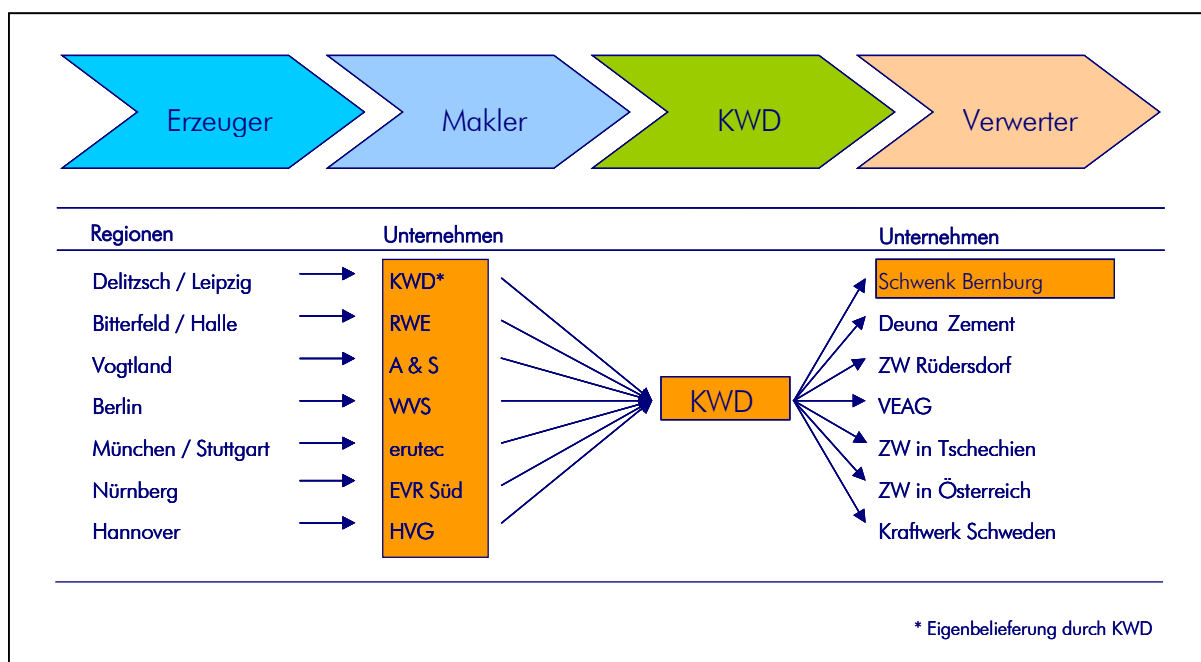 Erzeuger Makler KWD Verwerter
Regionen Unternehmen Unternehmen
Delitzsch / Leipzig KWD* Schwenk Bernburg
Bitterfeld / Halle RWE Deuna Zement
Vogtland A & S ZW Rüdersdorf
Berlin WVS KWD VEAG
München / Stuttgart erutec ZW in Tschechien
Nürnberg EVR Süd ZW in Österreich
Hannover HVG Kraftwerk Schweden
* Eigenbelieferung durch KWD